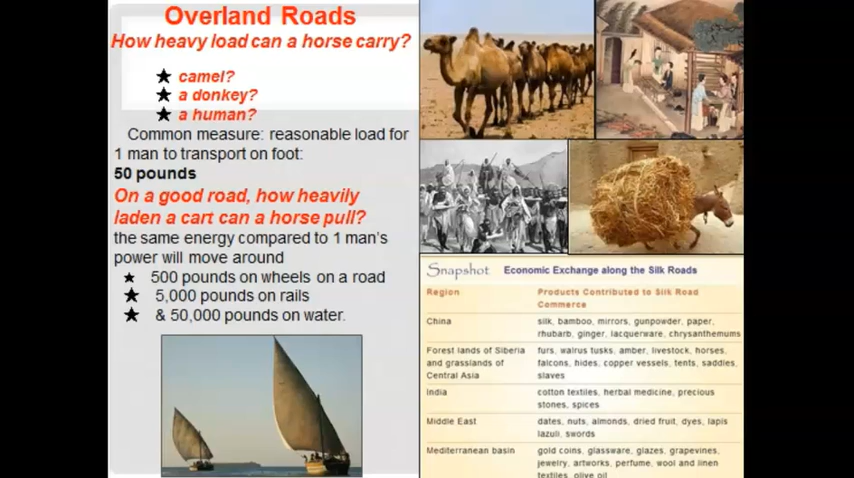 Overland Roads
How heavy load can a horse carry?
★ camel?
★ a donkey?
★ a human?
Common measure: reasonable load for
1 man to transport on foot:
50 pounds
On a good road, how heavily
laden a cart can a horse pull?
the same energy compared to 1 man's
power will move around
★ 500 pounds on wheels on a road
★ 5,000 pounds on rails
★ & 50,000 pounds on water.
Snapshot Economic Exchange along the Silk Roads
Region Products Contributed to Silk Road
Commerce
China silk, bamboo, mirrors, gunpowder, paper,
rhubarb, ginger, lacquerware, chrysanthemums
Forest lands of Siberia furs, walrus tusks, amber, livestock, horses,
and grasslands of falcons, hides, copper vessels, tents, saddles,
Central Asia slaves
India cotton textiles, herbal medicine, precious
stones, spices
Middle East dates, nuts, almonds, dried fruit, dyes, lapis
lazuli, swords
Mediterranean basin gold coins, glassware, glazes, grapevines,
jewelry, artworks, perfume, wool and linen
textiles, olive oil